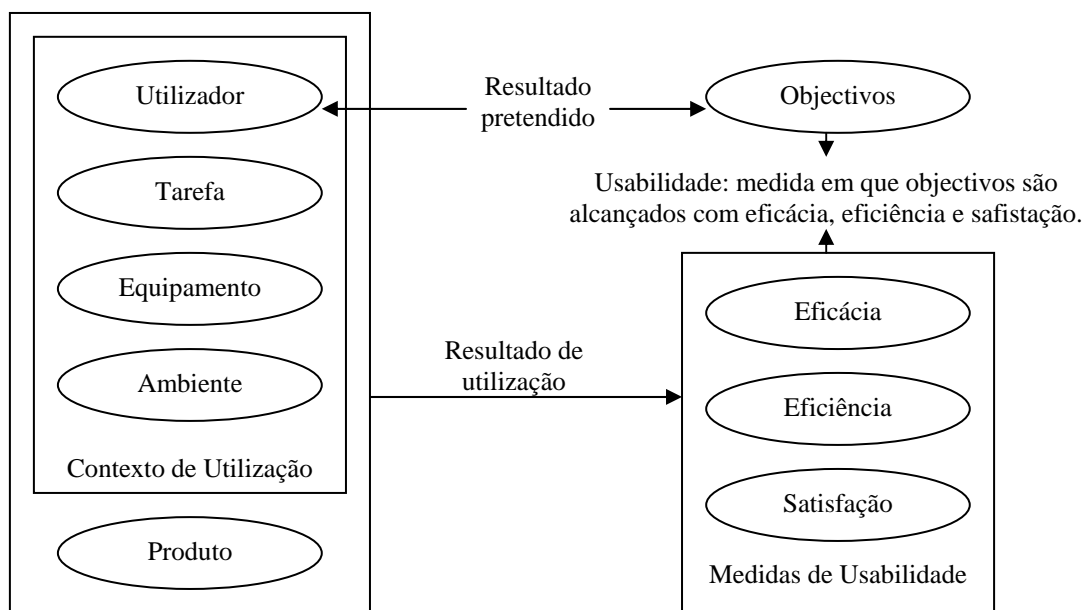 Utilizador
Resultado
pretendido
Objectivos
Tarefa
Usabilidade: medida em que objectivos são
alcançados com eficácia, eficiência e safistação.
Equipamento
Eficácia
Ambiente
Resultado de
utilização
Eficiência
Contexto de Utilização
Satisfação
Produto
Medidas de Usabilidade